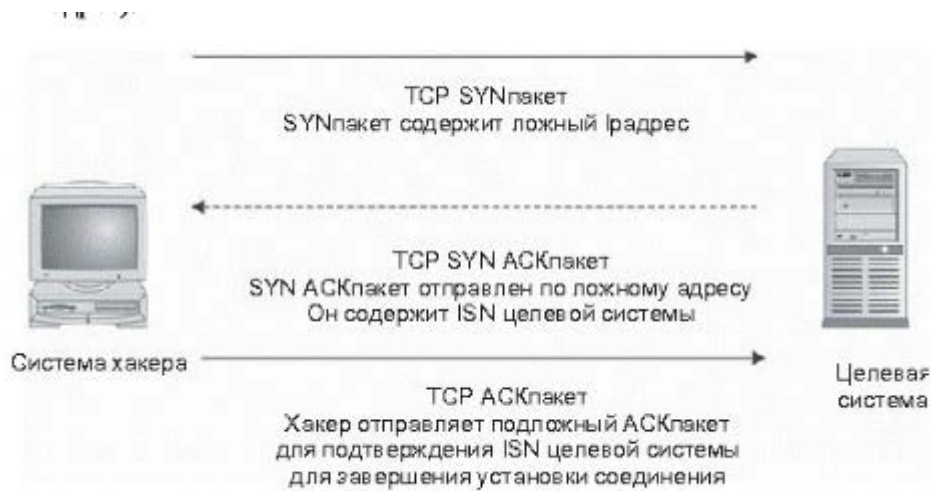 TCP SYNпакет
SYNпакет содержит ложный Iрадрес
TCP SYN ACKпакет
SYN ACKпакет отправлен по ложному адресу
Он содержит ISN целевой системы
Система хакера
TCP ACKпакет
Хакер отправляет подложный ACKпакет
для подтверждения ISN целевой системы
для завершения установки соединения
Целевая
система